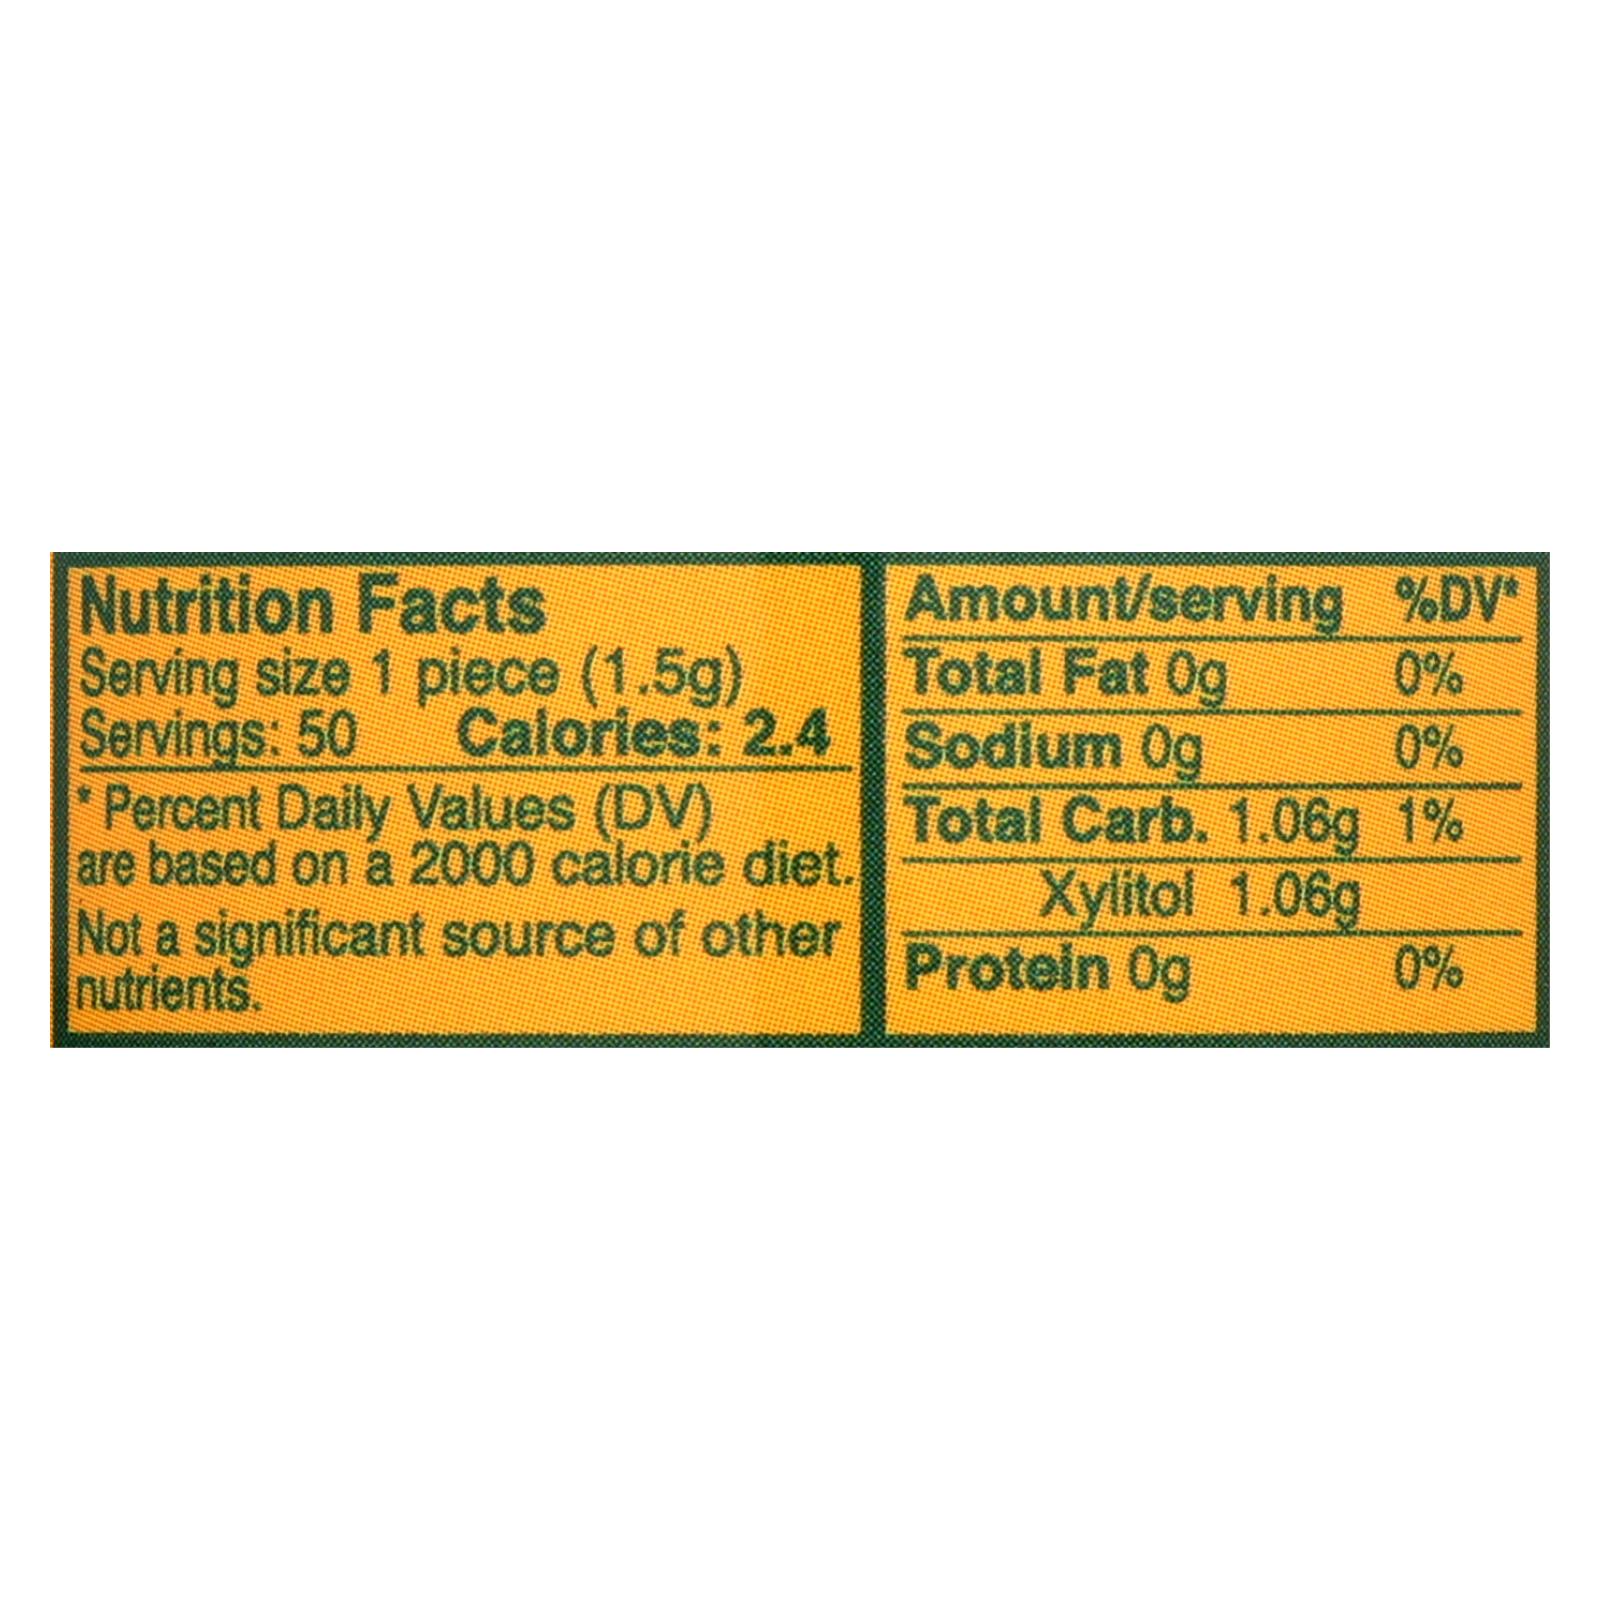 Nutrition Facts
Serving size 1 piece (1.5g)
Servings: 50 Calories: 2.4
* Percent Daily Values (DV)
are based on a 2000 calorie diet.
Not a significant source of other
nutrients.
Amount/serving %DV*
Total Fat 0g 0%
Sodium 0g 0%
Total Carb. 1.06g 1%
Xylitol 1.06g
Protein 0g 0%